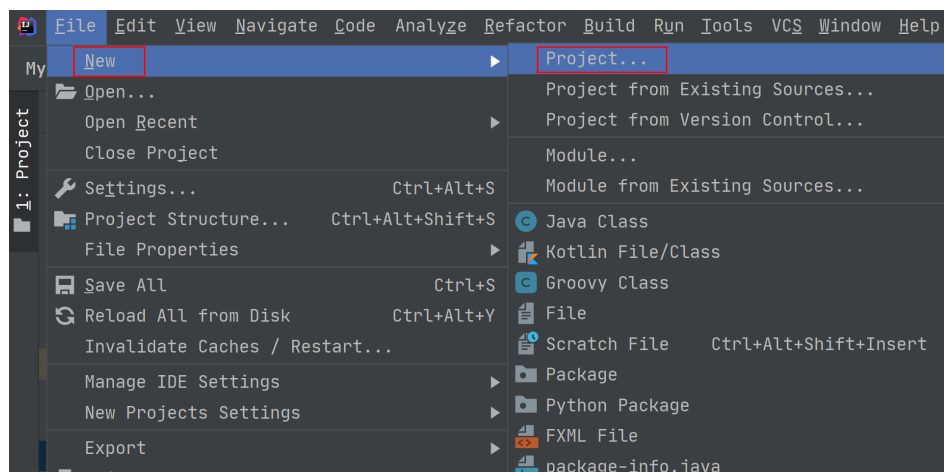 File Edit View Navigate Code Analyze Refactor Build Run Tools VCS Window Help
My
1: Project
New
Open...
Open Recent
Close Project
Settings... Ctrl+Alt+S
Project Structure... Ctrl+Alt+Shift+S
File Properties
Save All Ctrl+S
Reload All from Disk Ctrl+Alt+Y
Invalidate Caches / Restart...
Manage IDE Settings
New Projects Settings
Export
Project...
Project from Existing Sources...
Project from Version Control...
Module...
Module from Existing Sources...
Java Class
Kotlin File/Class
Groovy Class
File
Scratch File Ctrl+Alt+Shift+Insert
Package
Python Package
FXML File
package-info.java